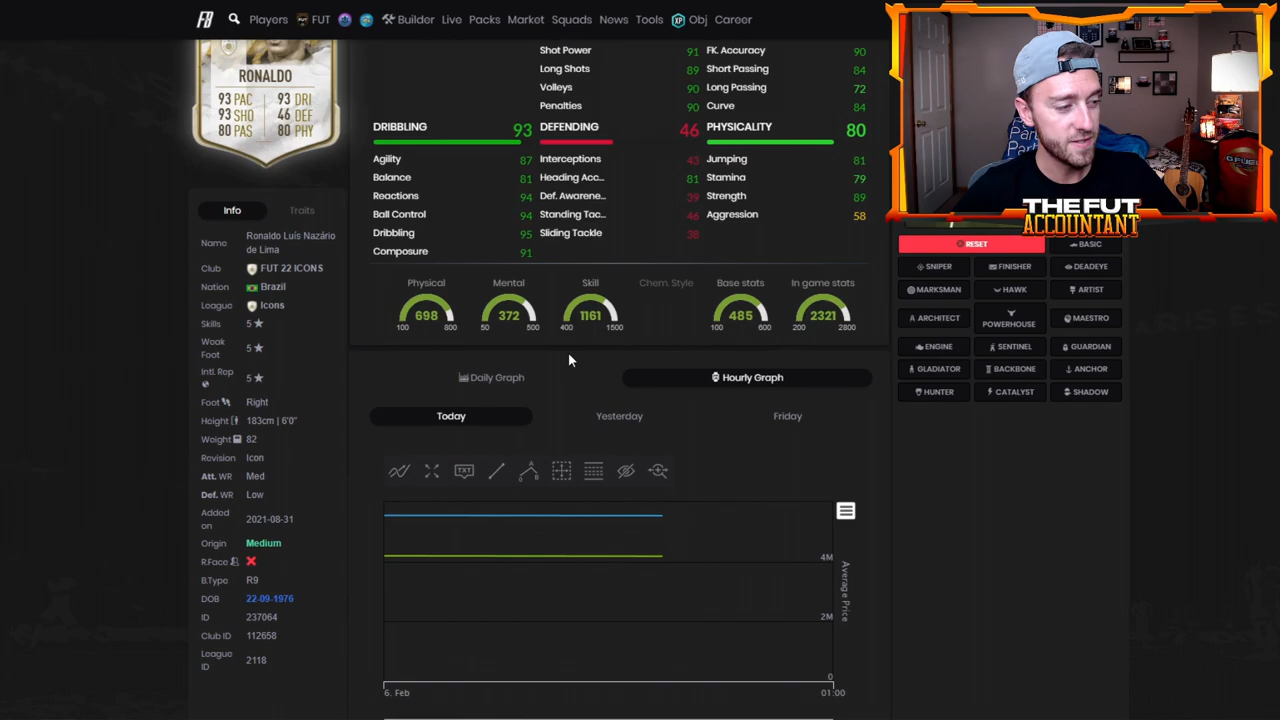 FB Players FUT Builder Live Packs Market Squads News Tools XP Obj Career
RONALDO
93 PAC 93 DRI
93 SHO 46 DEF
80 PAS 80 PHY
Shot Power 91 FK. Accuracy 90
Long Shots 89 Short Passing 84
Volleys 90 Long Passing 72
Penalties 90 Curve 84
DRIBBLING 93 DEFENDING 46 PHYSICALITY 80
Agility 87 Interceptions 43 Jumping 81
Balance 81 Heading Acc... 81 Stamina 79
Reactions 94 Def. Awarene... 39 Strength 89
Ball Control 94 Standing Tac... 46 Aggression 58
Dribbling 95 Sliding Tackle 38
Composure 91
Physical Mental Skill Chem. Style Base stats In game stats
698 372 1161 485 2321
100 800 50 500 400 1500 100 600 200 2800
Daily Graph Hourly Graph
Today Yesterday Friday
TXT
4M
2M
0
Average Price
6. Feb 01:00
Info Traits
Name Ronaldo Luís Nazário
de Lima
Club FUT 22 ICONS
Nation Brazil
League Icons
Skills 5
Weak
Foot 5
Intl. Rep 5
Foot Right
Height 183cm | 6'0"
Weight 82
Revision Icon
Att. WR Med
Def. WR Low
Added
on 2021-08-31
Origin Medium
R.Face
B.Type R9
DOB 22-09-1976
ID 237064
Club ID 112658
League
ID 2118
THE FUT
ACCOUNTANT
RESET BASIC
SNIPER FINISHER DEADEYE
MARKSMAN HAWK ARTIST
ARCHITECT POWERHOUSE MAESTRO
ENGINE SENTINEL GUARDIAN
GLADIATOR BACKBONE ANCHOR
HUNTER CATALYST SHADOW